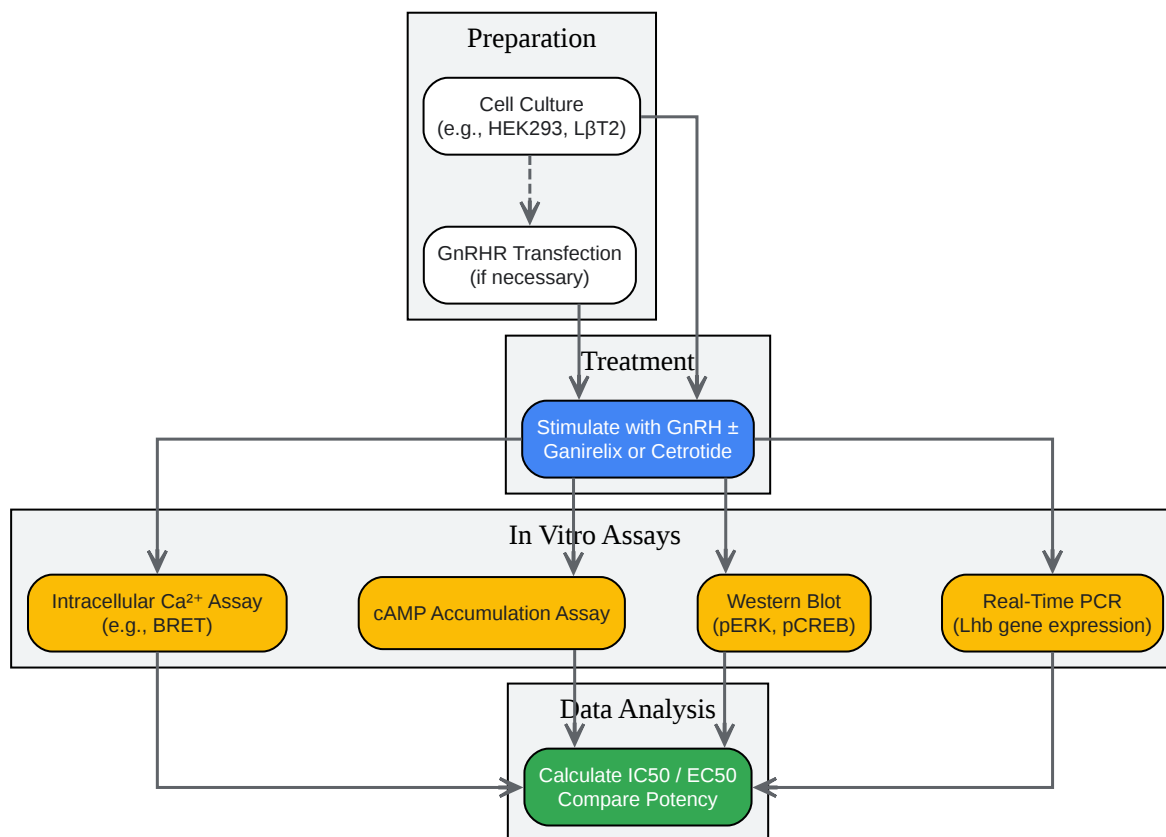 Preparation
Cell Culture
(e.g., HEK293, LβT2)
GnRHR Transfection
(if necessary)
Treatment
Stimulate with GnRH ±
Ganirelix or Cetrotide
In Vitro Assays
Intracellular Ca²⁺ Assay
(e.g., BRET)
cAMP Accumulation Assay
Western Blot
(pERK, pCREB)
Real-Time PCR
(Lhb gene expression)
Data Analysis
Calculate IC50 / EC50
Compare Potency